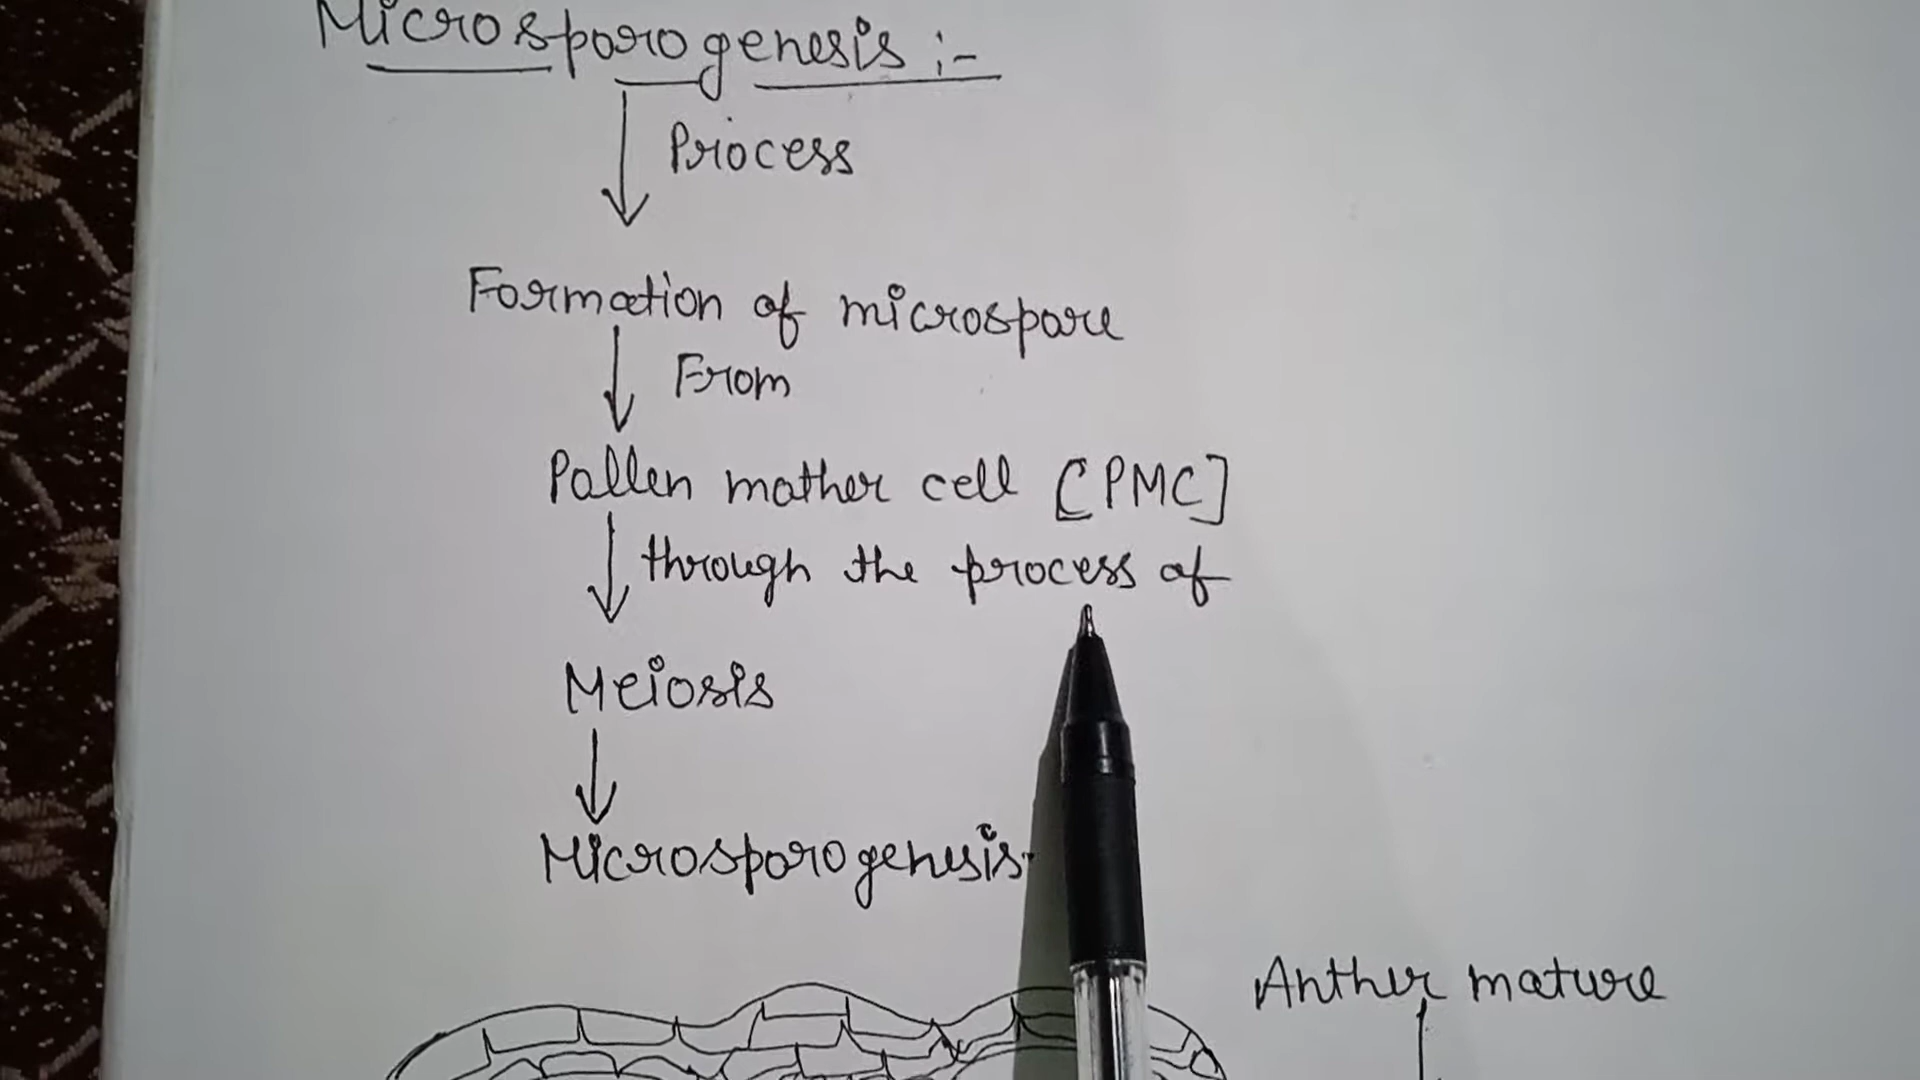 Microsporogenesis :-
Process
Formation of microspore
From
Pollen mother cell [PMC]
through the process of
Meiosis
Microsporogenesis.
Anther mature